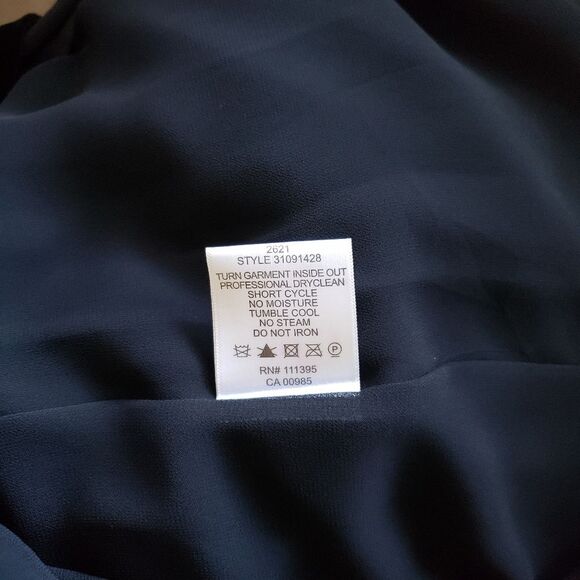 2621
STYLE 31091428
TURN GARMENT INSIDE OUT
PROFESSIONAL DRYCLEAN
SHORT CYCLE
NO MOISTURE
TUMBLE COOL
NO STEAM
DO NOT IRON
P
RN# 111395
CA 00985